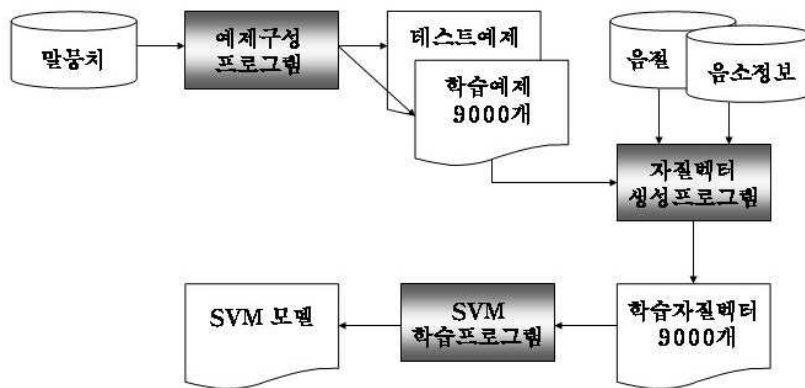 말뭉치
예제구성
프로그램
테스트예제
학습예제
9000개
음절
음소정보
자질벡터
생성프로그램
학습자질벡터
9000개
SVM
학습프로그램
SVM 모델